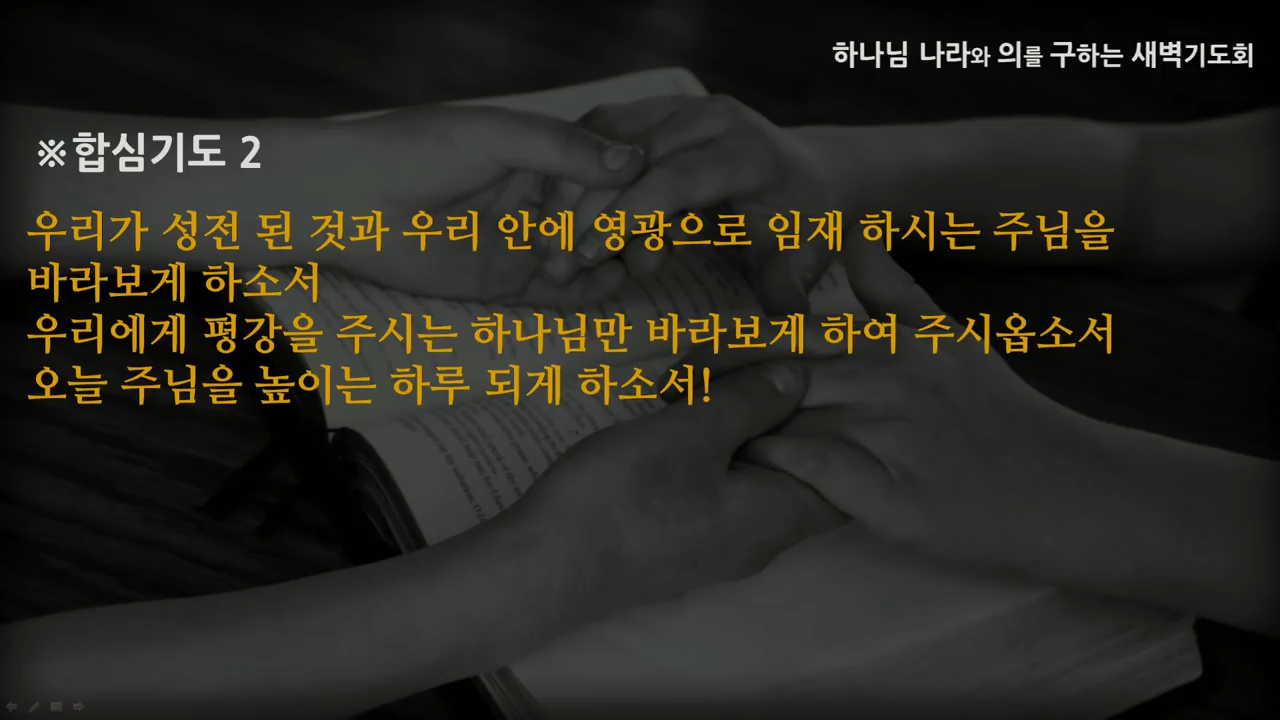 하나님 나라와 의를 구하는 새벽기도회
※합심기도 2
우리가 성전 된 것과 우리 안에 영광으로 임재 하시는 주님을
바라보게 하소서
우리에게 평강을 주시는 하나님만 바라보게 하여 주시옵소서
오늘 주님을 높이는 하루 되게 하소서!